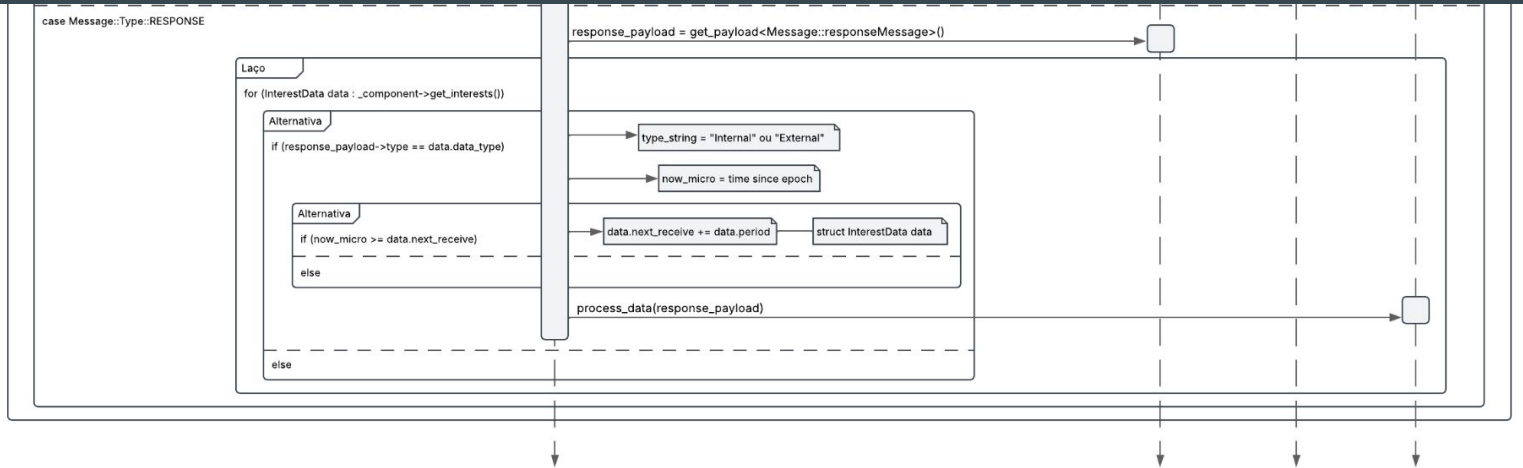 case Message::Type::RESPONSE
response_payload = get_payload<Message::responseMessage>()
Laço
for (InterestData data : _component->get_interests())
Alternativa
if (response_payload->type == data.data_type)
type_string = "Internal" ou "External"
now_micro = time since epoch
Alternativa
if (now_micro >= data.next_receive)
data.next_receive += data.period
struct InterestData data
else
process_data(response_payload)
else